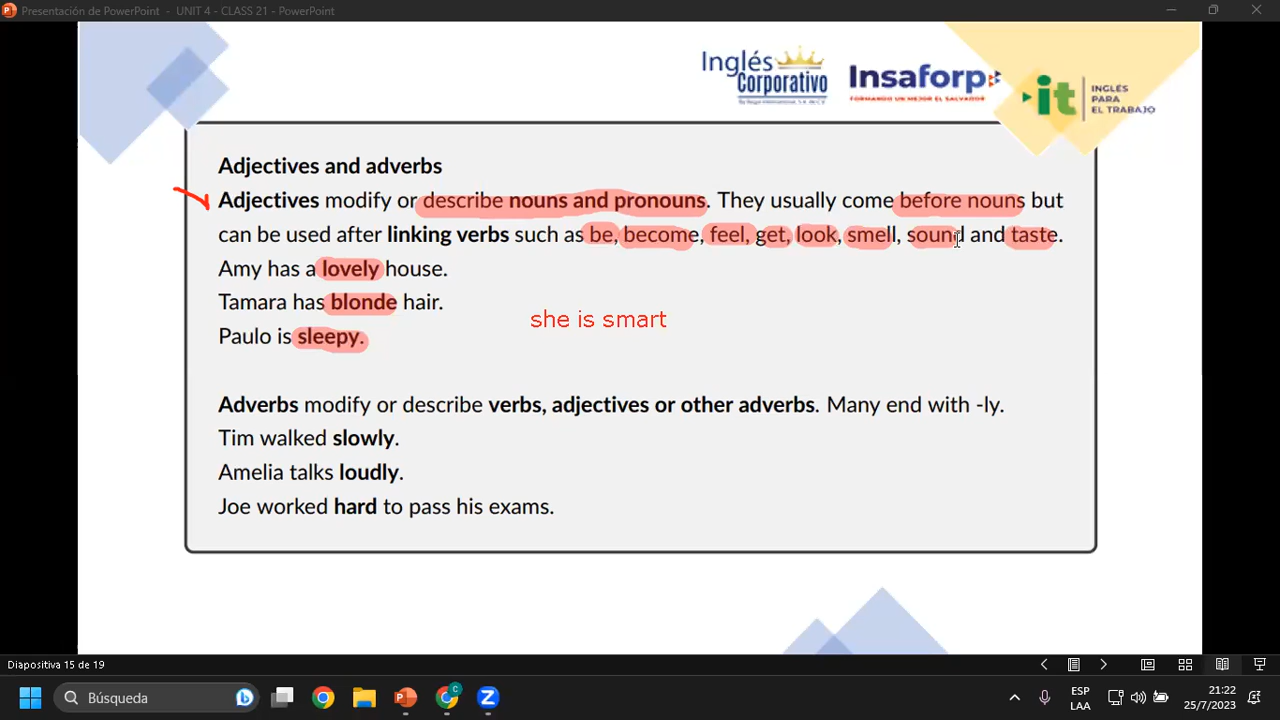 Presentación de PowerPoint - UNIT 4 - CLASS 21 - PowerPoint
Inglés
Corporativo
Insaforp
FORMANDO UN MEJOR EL SALVADOR
it
INGLÉS
PARA
EL TRABAJO
Adjectives and adverbs
Adjectives modify or describe nouns and pronouns. They usually come before nouns but
can be used after linking verbs such as be, become, feel, get, look, smell, sound and taste.
Amy has a lovely house.
Tamara has blonde hair.
she is smart
Paulo is sleepy.
Adverbs modify or describe verbs, adjectives or other adverbs. Many end with -ly.
Tim walked slowly.
Amelia talks loudly.
Joe worked hard to pass his exams.
Diapositiva 15 de 19
Búsqueda
ESP
LAA
21:22
25/7/2023